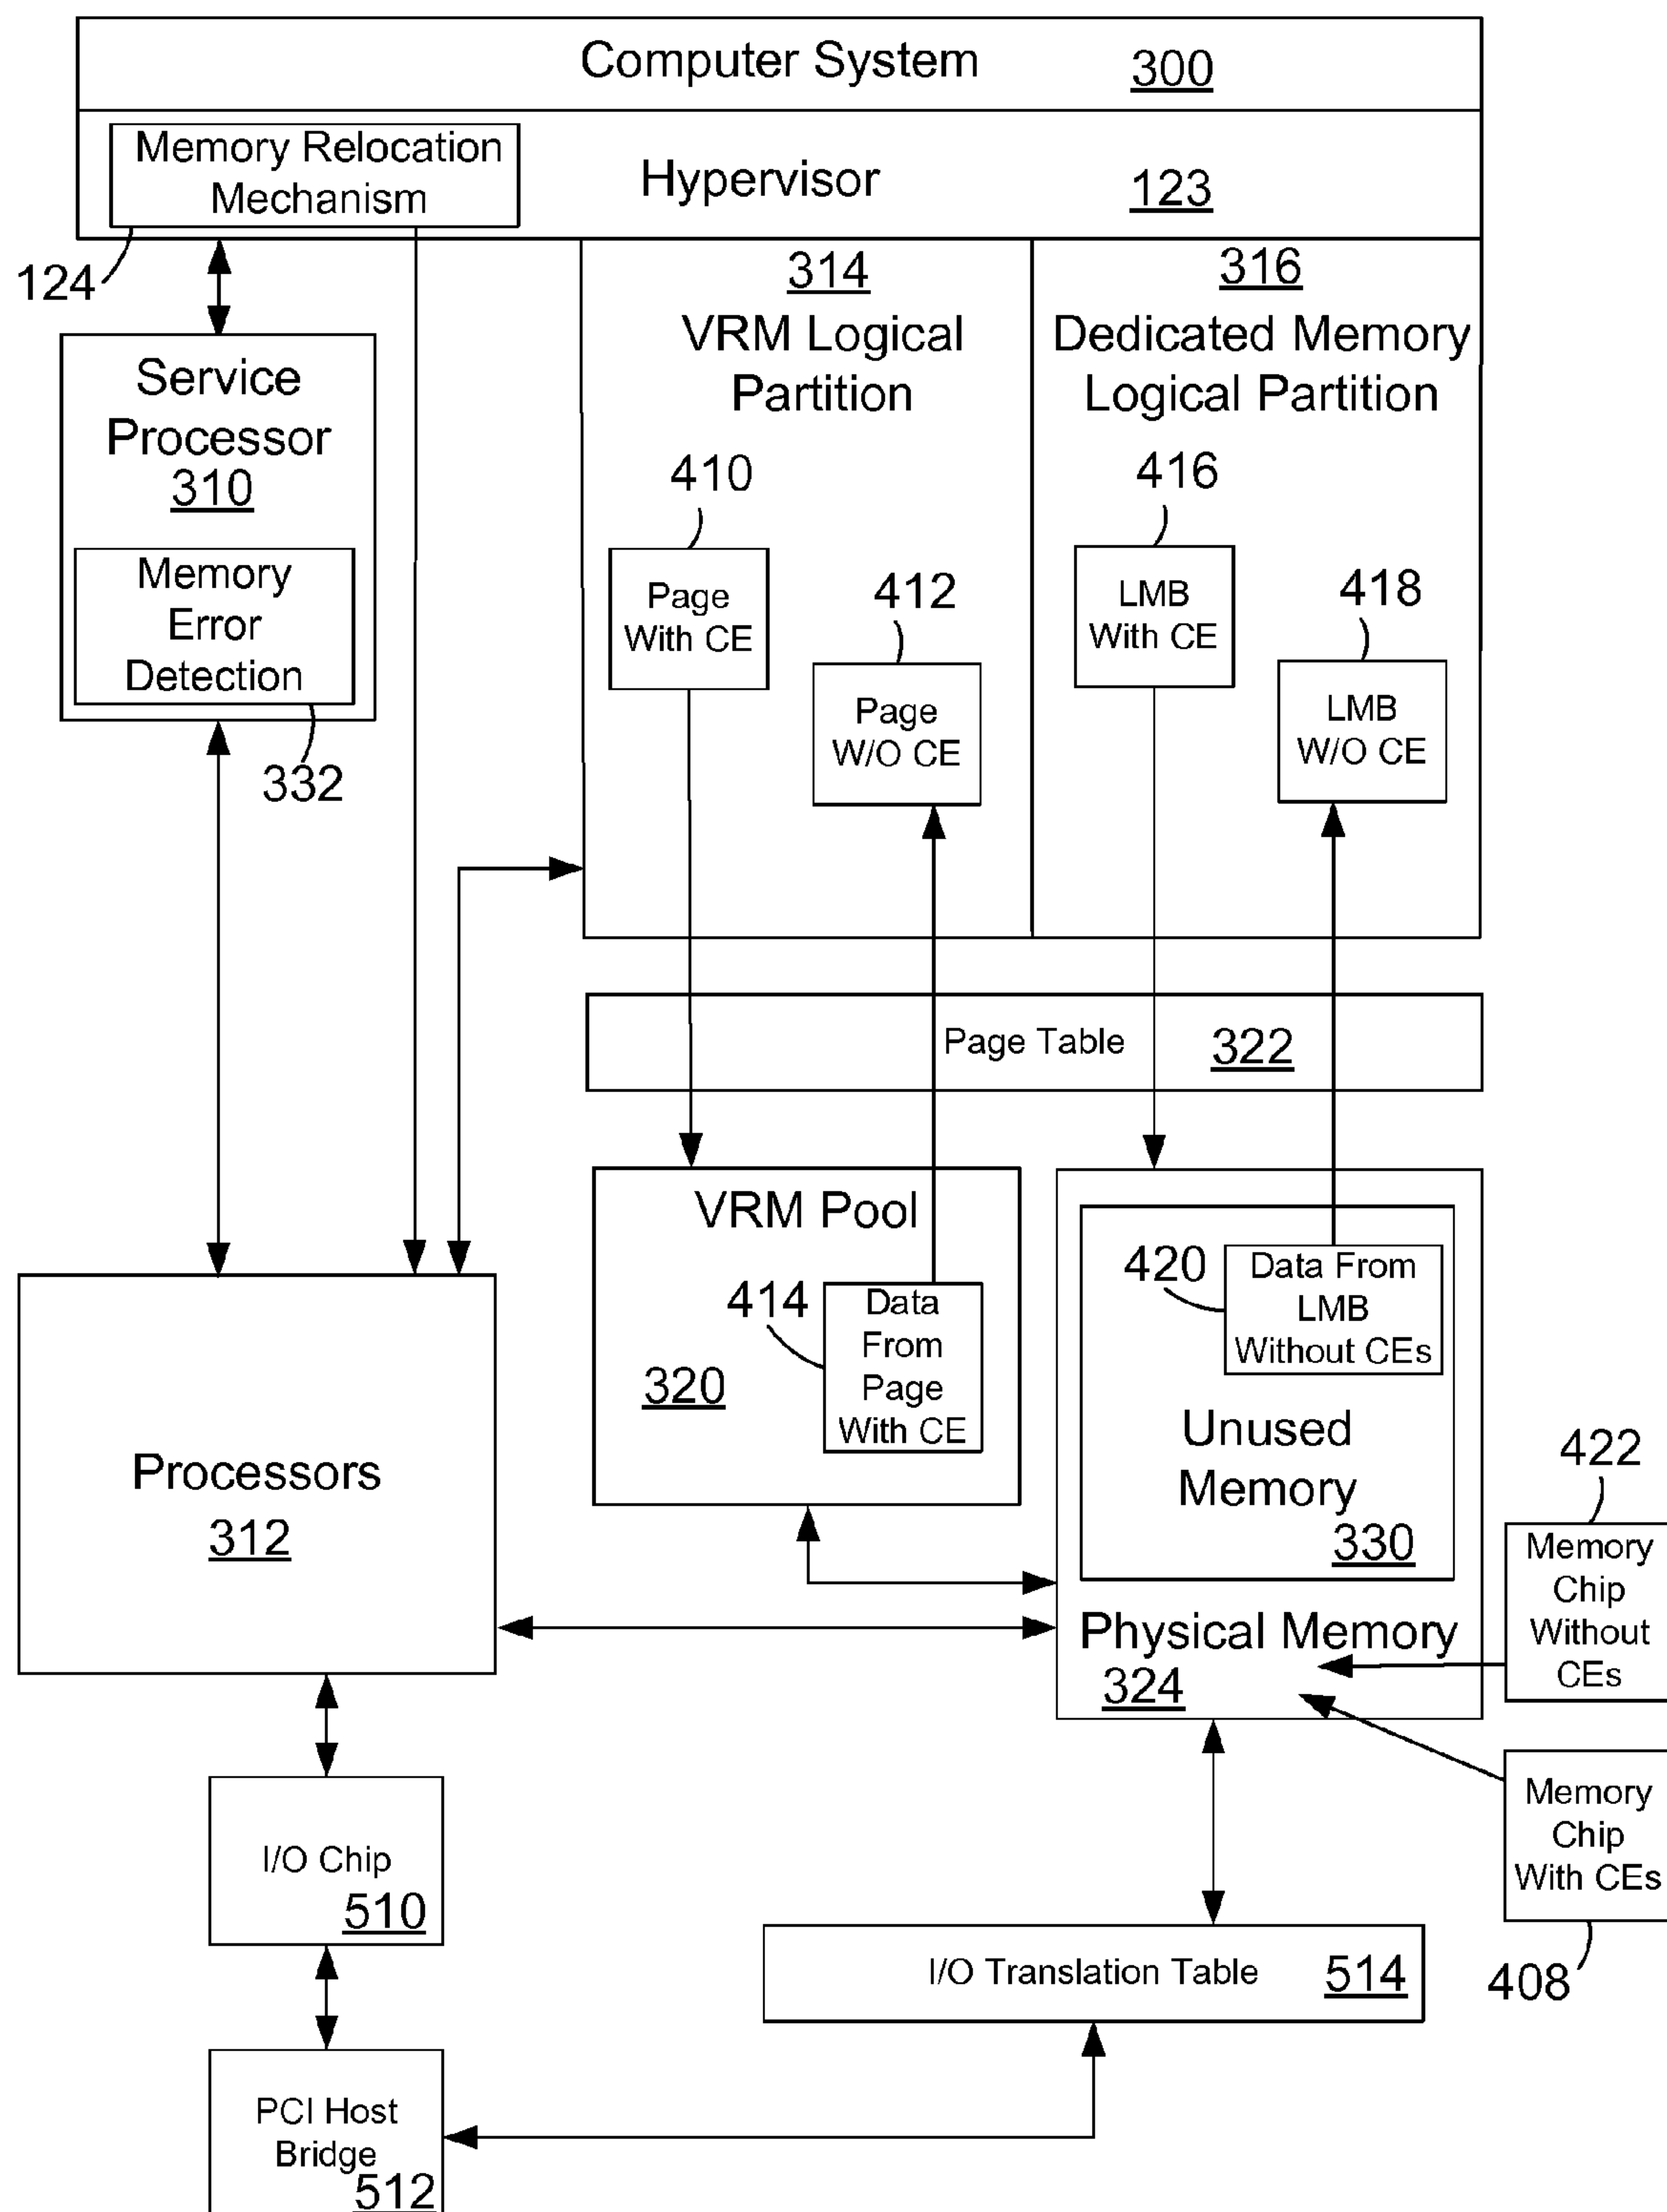 Computer System 300
Memory Relocation
Mechanism
Hypervisor 123
124
314
VRM Logical
Partition
316
Dedicated Memory
Logical Partition
Service
Processor
310
Memory
Error
Detection
332
410
Page
With CE
412
Page
W/O CE
416
LMB
With CE
418
LMB
W/O CE
Page Table 322
VRM Pool
320
414
Data
From
Page
With CE
420
Data From
LMB
Without CEs
Unused
Memory
330
Physical Memory
324
Processors
312
422
Memory
Chip
Without
CEs
Memory
Chip
With CEs
408
I/O Chip
510
I/O Translation Table 514
PCI Host
Bridge
512